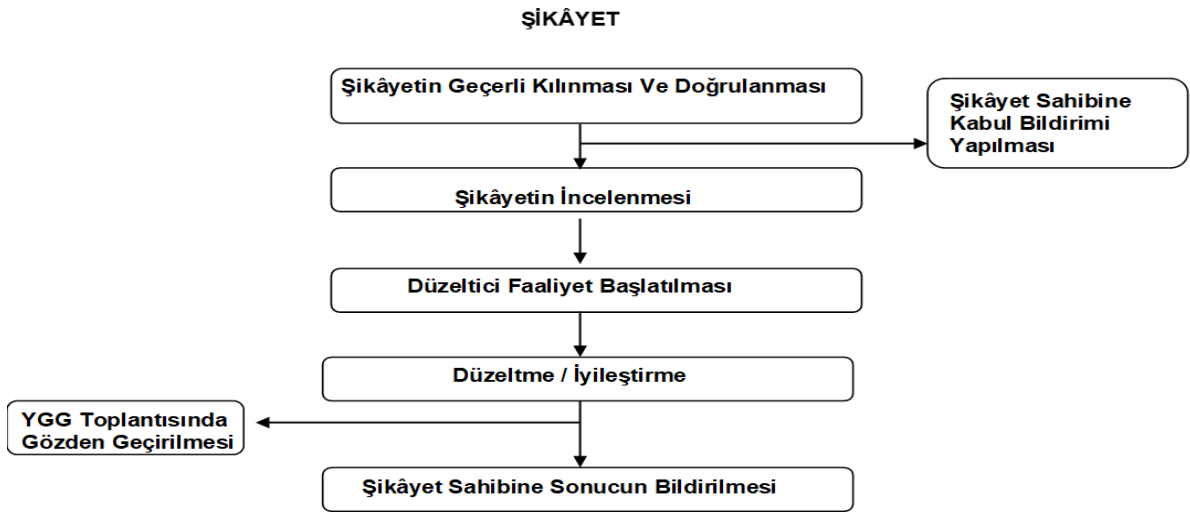 ŞİKÂYET
Şikâyetin Geçerli Kılınması Ve Doğrulanması
Şikâyet Sahibine
Kabul Bildirimi
Yapılması
Şikâyetin İncelenmesi
Düzeltici Faaliyet Başlatılması
Düzeltme / İyileştirme
YGG Toplantısında
Gözden Geçirilmesi
Şikâyet Sahibine Sonucun Bildirilmesi